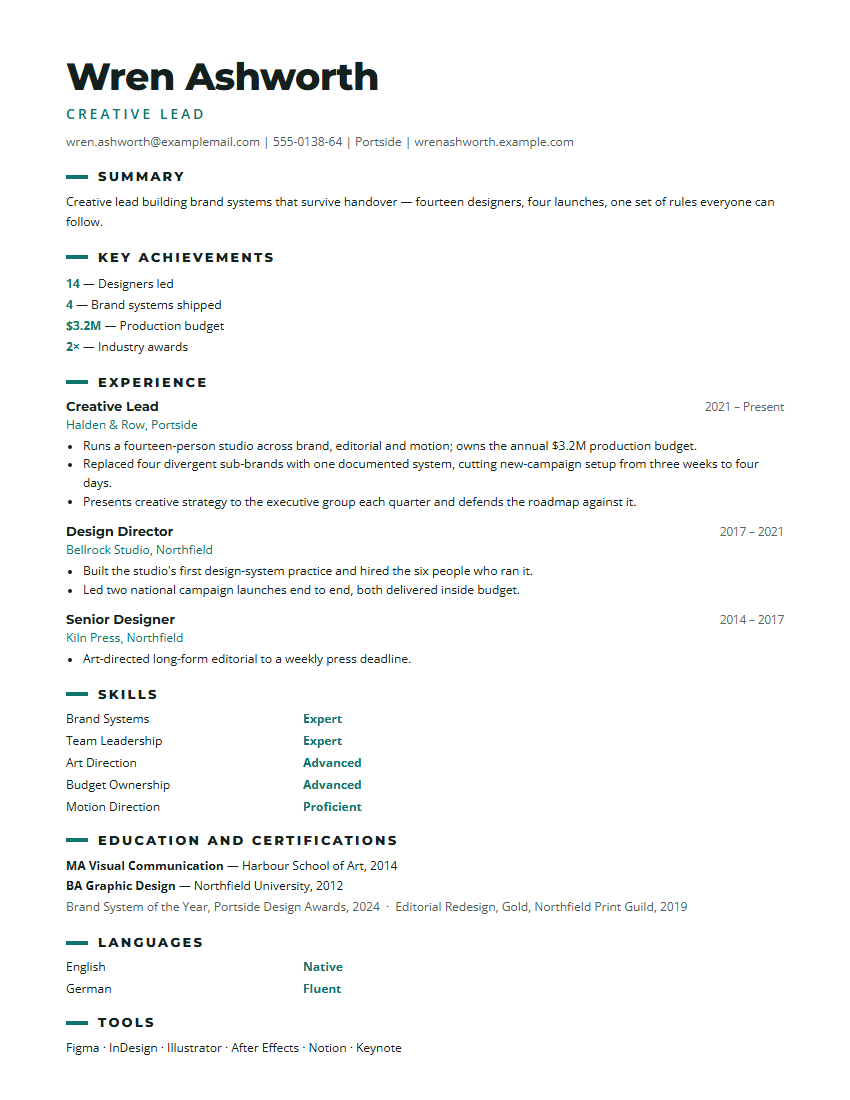 Wren Ashworth
CREATIVE LEAD
wren.ashworth@examplemail.com | 555-0138-64 | Portside | wrenashworth.example.com
SUMMARY
Creative lead building brand systems that survive handover — fourteen designers, four launches, one set of rules everyone can
follow.
KEY ACHIEVEMENTS
14 — Designers led
4 — Brand systems shipped
$3.2M — Production budget
2× — Industry awards
EXPERIENCE
Creative Lead 2021 – Present
Halden & Row, Portside
• Runs a fourteen-person studio across brand, editorial and motion; owns the annual $3.2M production budget.
• Replaced four divergent sub-brands with one documented system, cutting new-campaign setup from three weeks to four
days.
• Presents creative strategy to the executive group each quarter and defends the roadmap against it.
Design Director 2017 – 2021
Bellrock Studio, Northfield
• Built the studio's first design-system practice and hired the six people who ran it.
• Led two national campaign launches end to end, both delivered inside budget.
Senior Designer 2014 – 2017
Kiln Press, Northfield
• Art-directed long-form editorial to a weekly press deadline.
SKILLS
Brand Systems Expert
Team Leadership Expert
Art Direction Advanced
Budget Ownership Advanced
Motion Direction Proficient
EDUCATION AND CERTIFICATIONS
MA Visual Communication — Harbour School of Art, 2014
BA Graphic Design — Northfield University, 2012
Brand System of the Year, Portside Design Awards, 2024 · Editorial Redesign, Gold, Northfield Print Guild, 2019
LANGUAGES
English Native
German Fluent
TOOLS
Figma · InDesign · Illustrator · After Effects · Notion · Keynote